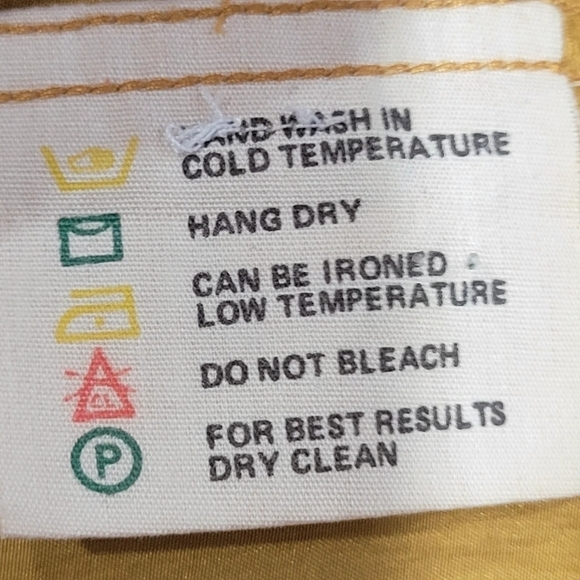 HAND WASH IN
COLD TEMPERATURE
HANG DRY
CAN BE IRONED
LOW TEMPERATURE
DO NOT BLEACH
CL
FOR BEST RESULTS
P
DRY CLEAN